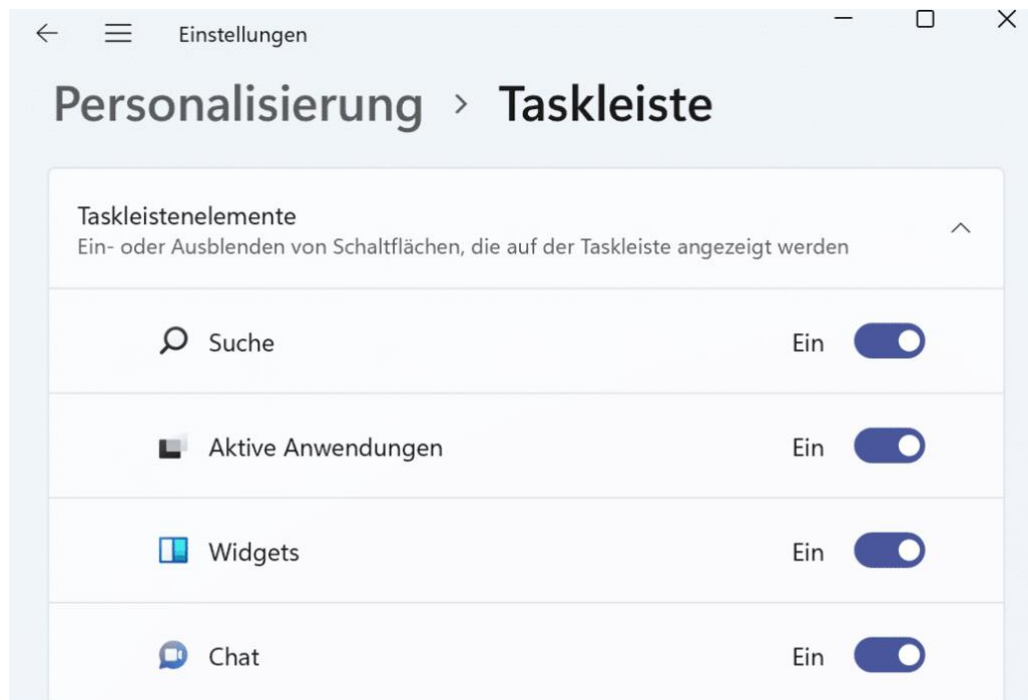 Einstellungen
Personalisierung > Taskleiste
Taskleistenelemente
Ein- oder Ausblenden von Schaltflächen, die auf der Taskleiste angezeigt werden
Suche Ein
Aktive Anwendungen Ein
Widgets Ein
Chat Ein